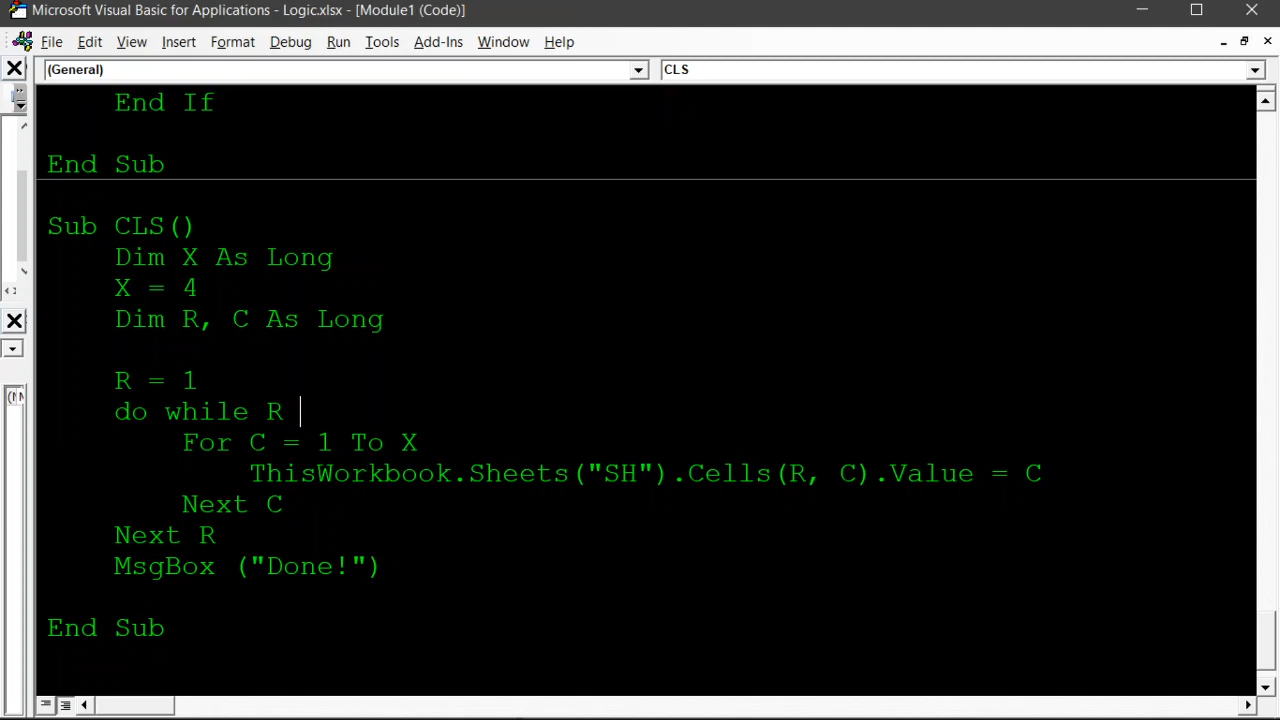 Microsoft Visual Basic for Applications - Logic.xlsx - [Module1 (Code)]
File Edit View Insert Format Debug Run Tools Add-Ins Window Help
(General) CLS
End If
End Sub
Sub CLS()
Dim X As Long
X = 4
Dim R, C As Long
R = 1
do while R
For C = 1 To X
ThisWorkbook.Sheets("SH").Cells(R, C).Value = C
Next C
Next R
MsgBox ("Done!")
End Sub